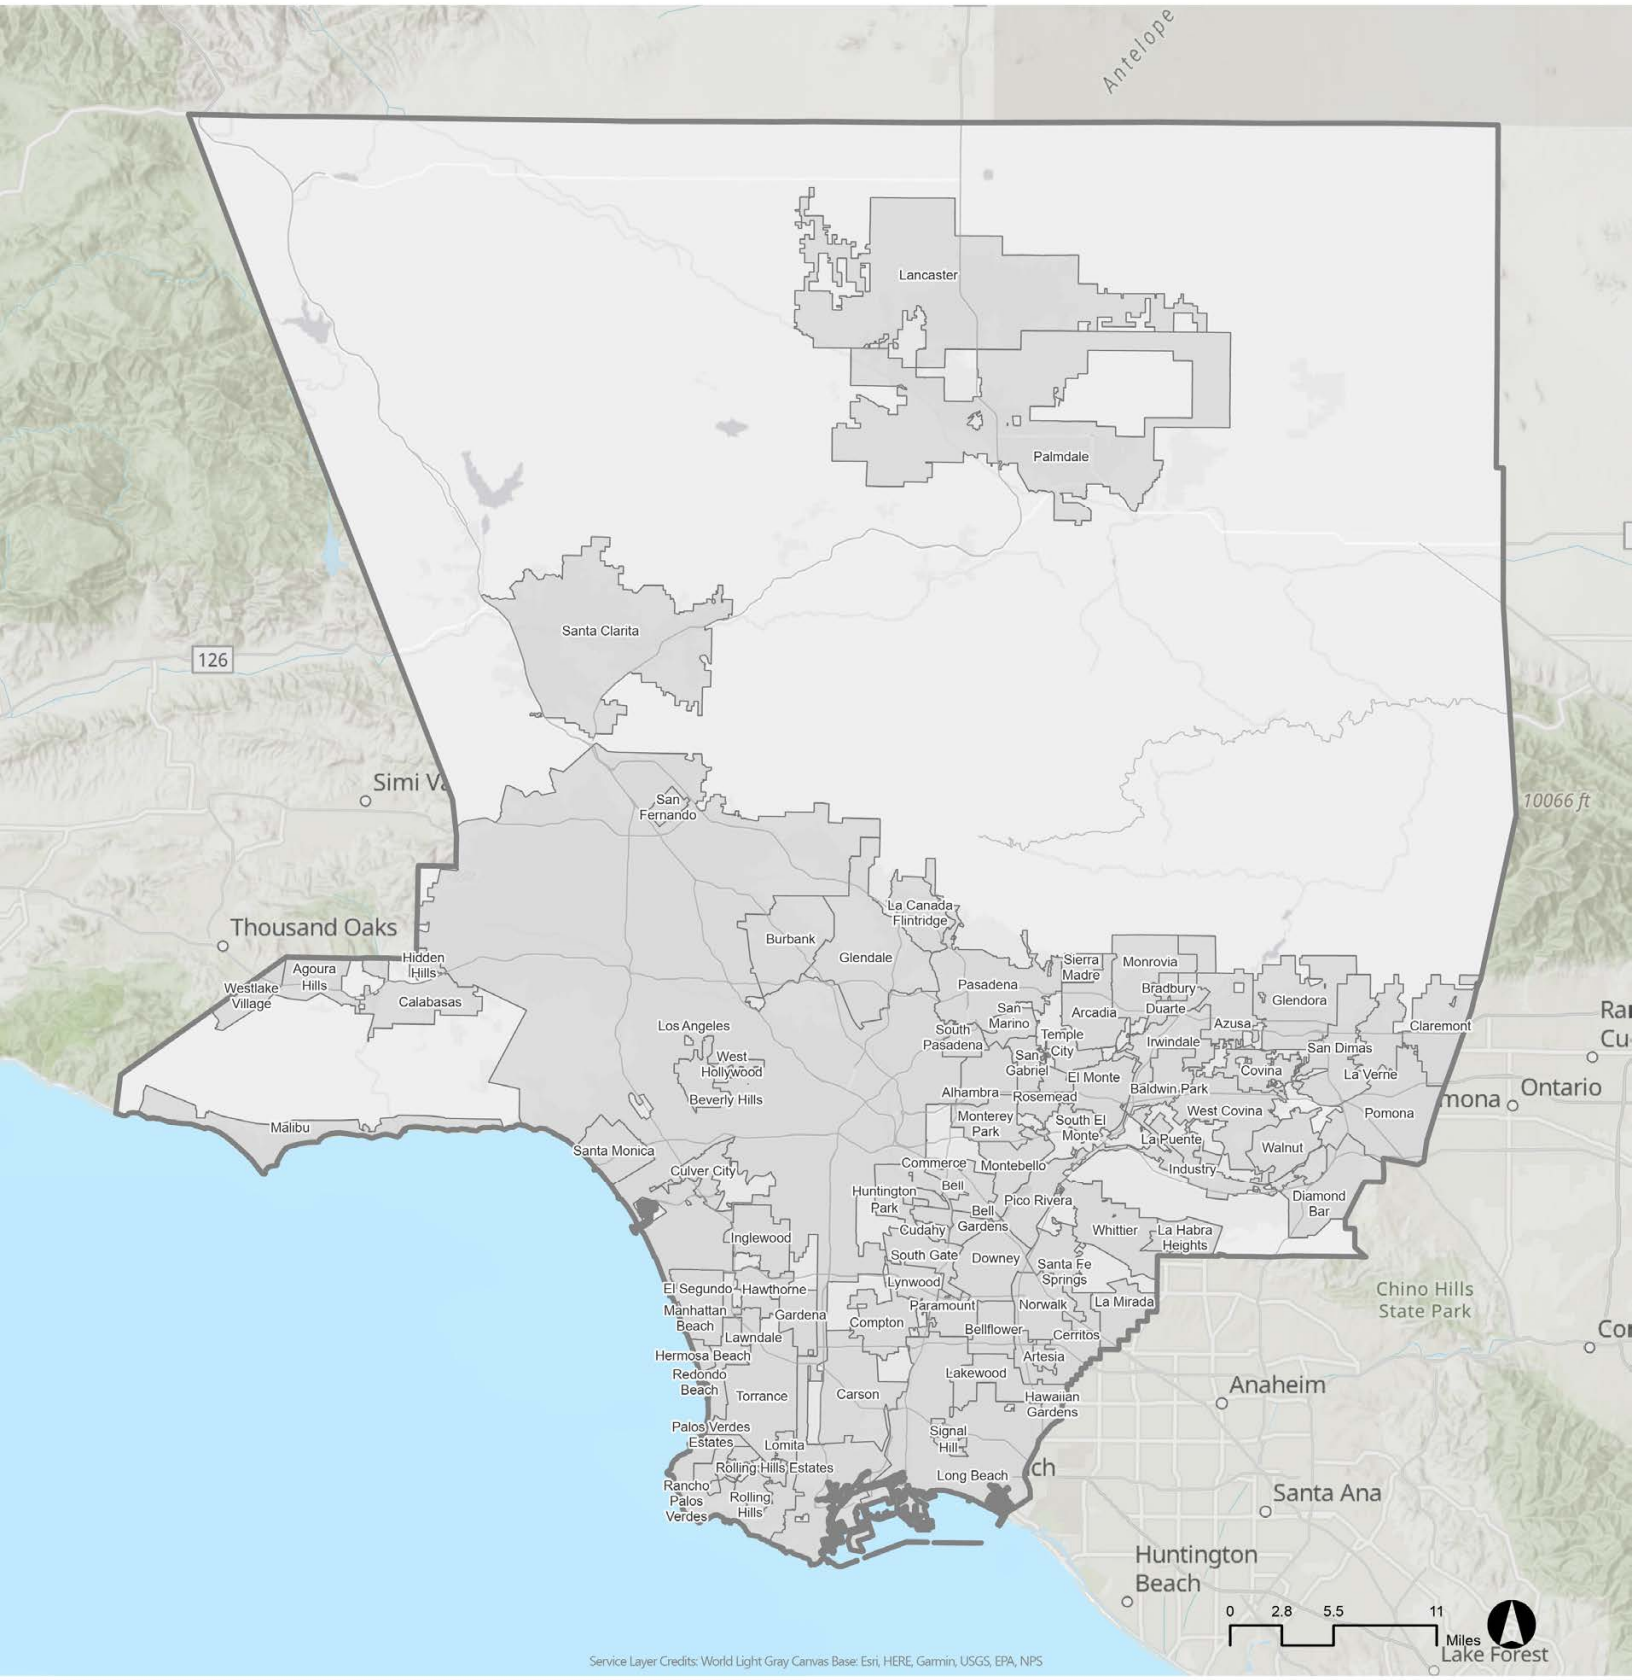 Antelope
Lancaster
Palmdale
Santa Clarita
126
Simi Va
San
Fernando
10066 ft
Thousand Oaks
La Canada
Flintridge
Burbank
Glendale
Hidden
Hills
Agoura
Hills
Westlake
Village
Calabasas
Sierra
Madre
Monrovia
Pasadena
Bradbury
Duarte
Glendora
San
Marino
Arcadia
Azusa
Claremont
Ran
Cu
Los Angeles
South
Pasadena
Temple
City
Irwindale
San Dimas
West
Hollywood
San
Gabriel
El Monte
Covina
La Verne
Beverly Hills
Alhambra
Rosemead
Baldwin Park
mona
Ontario
Malibu
Monterey
Park
South El
Monte
West Covina
Pomona
La Puente
Walnut
Santa Monica
Culver City
Commerce
Montebello
Industry
Huntington
Park
Bell
Pico Rivera
Diamond
Bar
Bell
Gardens
Cudahy
Whittier
La Habra
Heights
Inglewood
South Gate
Downey
Santa Fe
Springs
El Segundo
Hawthorne
Lynwood
Chino Hills
State Park
Manhattan
Beach
Gardena
Paramount
Norwalk
La Mirada
Compton
Lawndale
Bellflower
Cerritos
Cor
Hermosa Beach
Artesia
Redondo
Beach
Lakewood
Torrance
Carson
Anaheim
Hawaiian
Gardens
Palos Verdes
Estates
Lomita
Signal
Hill
Rolling Hills Estates
Long Beach
ch
Rancho
Palos
Verdes
Rolling
Hills
Santa Ana
Huntington
Beach
0 2.8 5.5 11
Miles
Lake Forest
Service Layer Credits: World Light Gray Canvas Base: Esri, HERE, Garmin, USGS, EPA, NPS